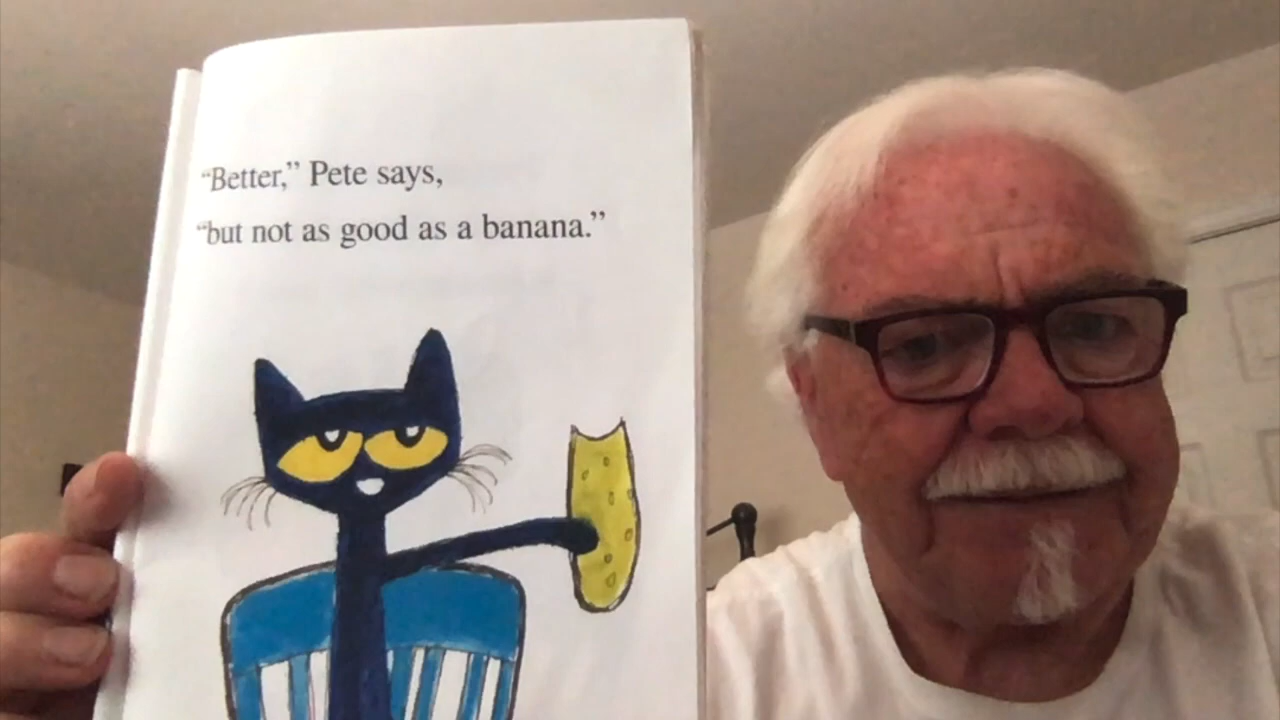 “Better,” Pete says,
“but not as good as a banana.”